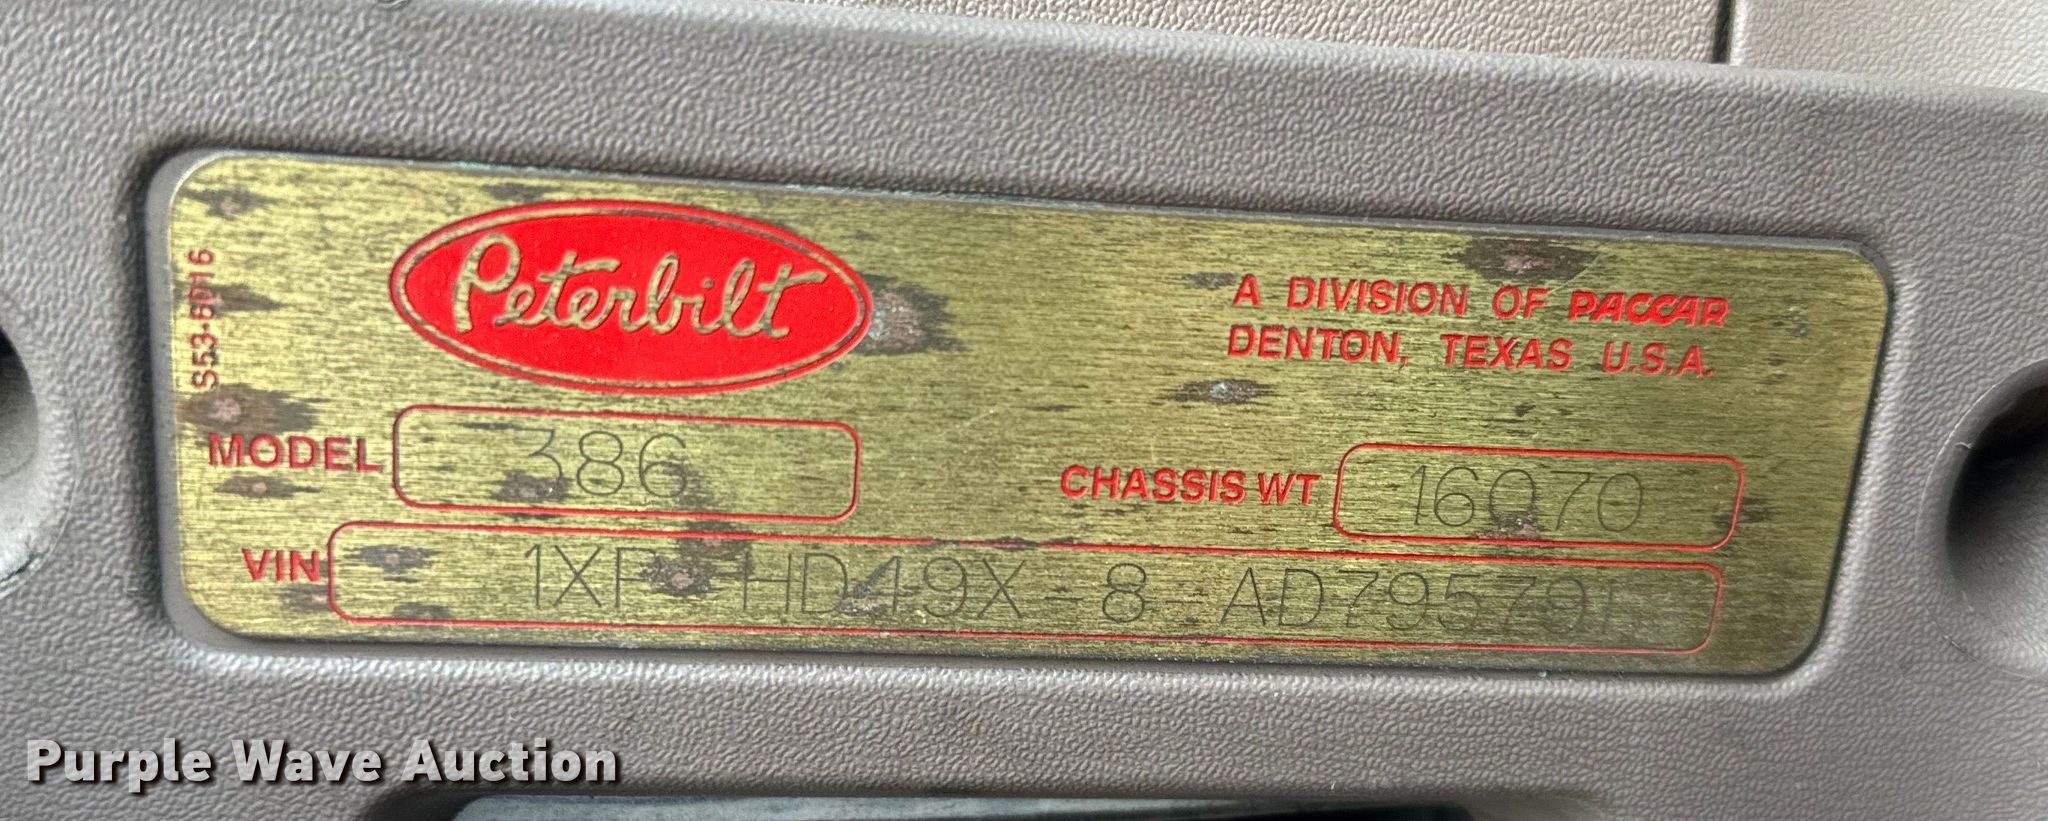 S53-6016
Peterbilt
A DIVISION OF PACCAR
DENTON, TEXAS U.S.A.
MODEL 386
CHASSIS WT 16070
VIN 1XP-HD49X-8-AD795791
Purple Wave Auction